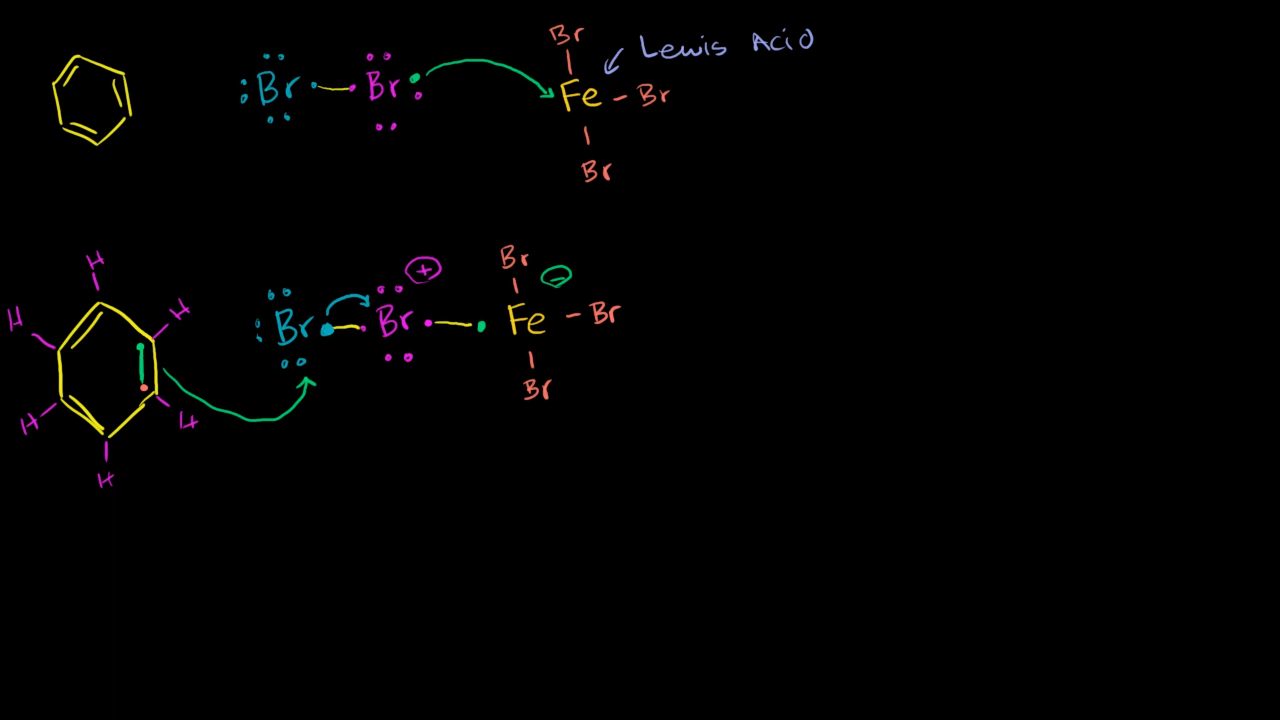 Br
:Br · — · Br : Fe - Br
Lewis Acid
Br
H
H
H
Br
:Br — Br + — Fe - Br
−
Br
H
H
H